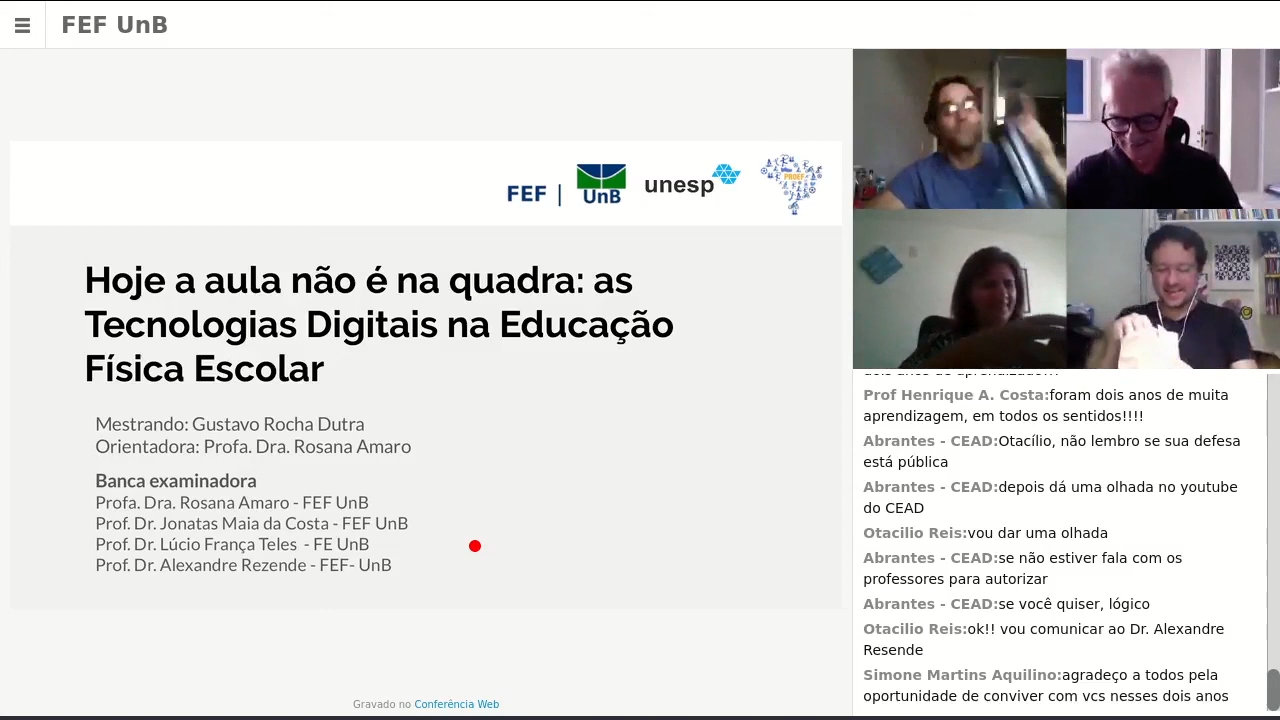 FEF UnB
FEF | UnB unesp PROEF
Hoje a aula não é na quadra: as
Tecnologias Digitais na Educação
Física Escolar
Mestrando: Gustavo Rocha Dutra
Orientadora: Profa. Dra. Rosana Amaro
Banca examinadora
Profa. Dra. Rosana Amaro - FEF UnB
Prof. Dr. Jonatas Maia da Costa - FEF UnB
Prof. Dr. Lúcio França Teles - FE UnB
Prof. Dr. Alexandre Rezende - FEF- UnB
Gravado no Conferência Web
Prof Henrique A. Costa:foram dois anos de muita
aprendizagem, em todos os sentidos!!!!
Abrantes - CEAD:Otacílio, não lembro se sua defesa
está pública
Abrantes - CEAD:depois dá uma olhada no youtube
do CEAD
Otacilio Reis:vou dar uma olhada
Abrantes - CEAD:se não estiver fala com os
professores para autorizar
Abrantes - CEAD:se você quiser, lógico
Otacilio Reis:ok!! vou comunicar ao Dr. Alexandre
Resende
Simone Martins Aquilino:agradeço a todos pela
oportunidade de conviver com vcs nesses dois anos